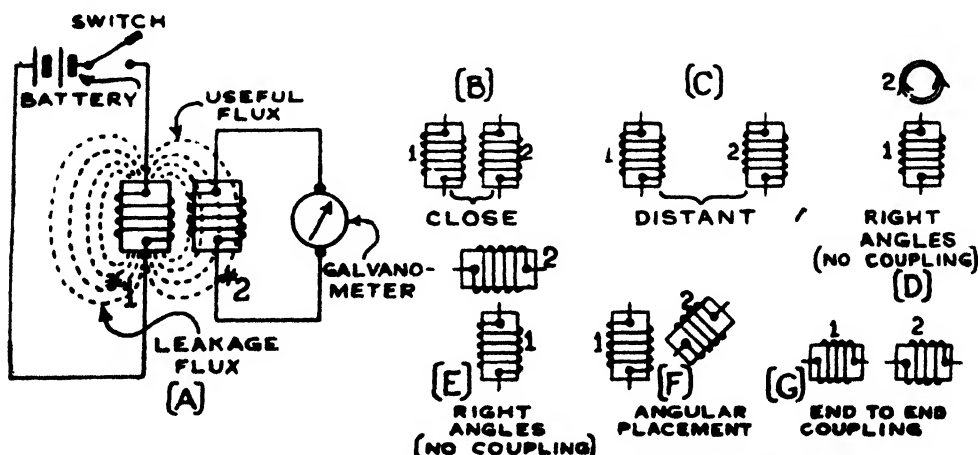 SWITCH
BATTERY
USEFUL
FLUX
#1
#2
GALVANO-
METER
LEAKAGE
FLUX
(A)
(B)
1
2
CLOSE
(C)
1
2
DISTANT
2
1
RIGHT
ANGLES
(NO COUPLING)
(D)
2
1
(E)
RIGHT
ANGLES
(NO COUPLING)
1
2
(F)
ANGULAR
PLACEMENT
1
2
(G)
END TO END
COUPLING